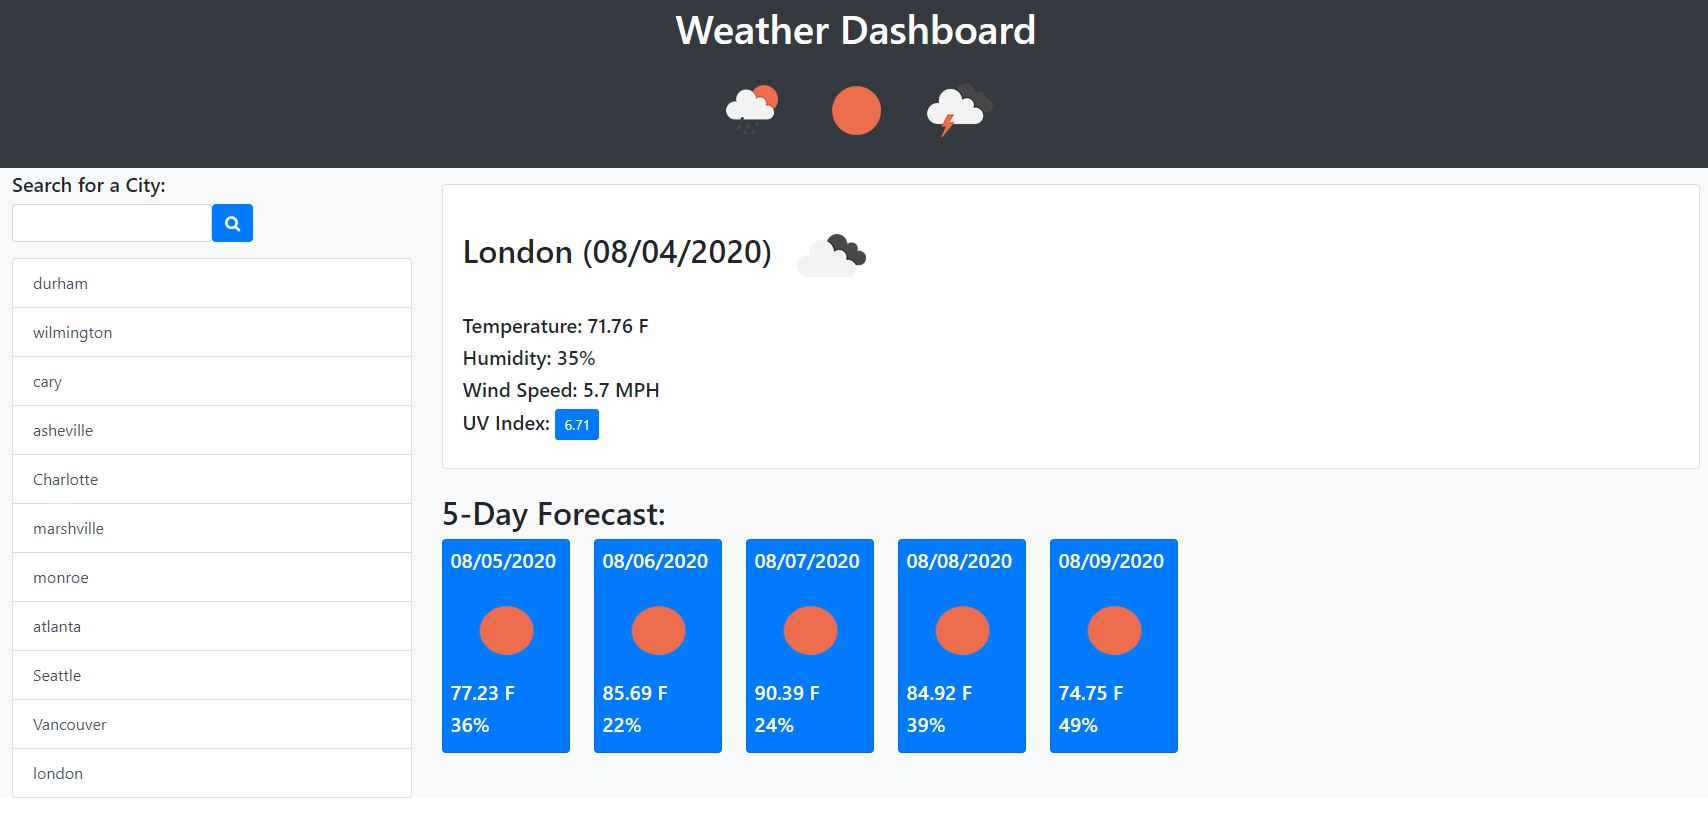 Weather Dashboard
Search for a City:
durham
wilmington
cary
asheville
Charlotte
marshville
monroe
atlanta
Seattle
Vancouver
london
London (08/04/2020)
Temperature: 71.76 F
Humidity: 35%
Wind Speed: 5.7 MPH
UV Index: 6.71
5-Day Forecast:
08/05/2020
77.23 F
36%
08/06/2020
85.69 F
22%
08/07/2020
90.39 F
24%
08/08/2020
84.92 F
39%
08/09/2020
74.75 F
49%